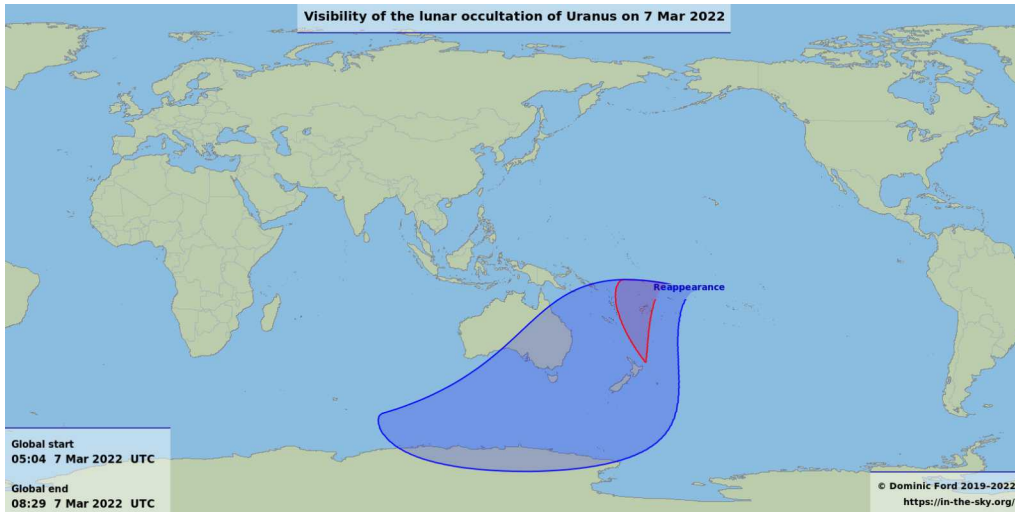 Visibility of the lunar occultation of Uranus on 7 Mar 2022
Reappearance
Global start
05:04 7 Mar 2022 UTC
Global end
08:29 7 Mar 2022 UTC
© Dominic Ford 2019–2022
https://in-the-sky.org/